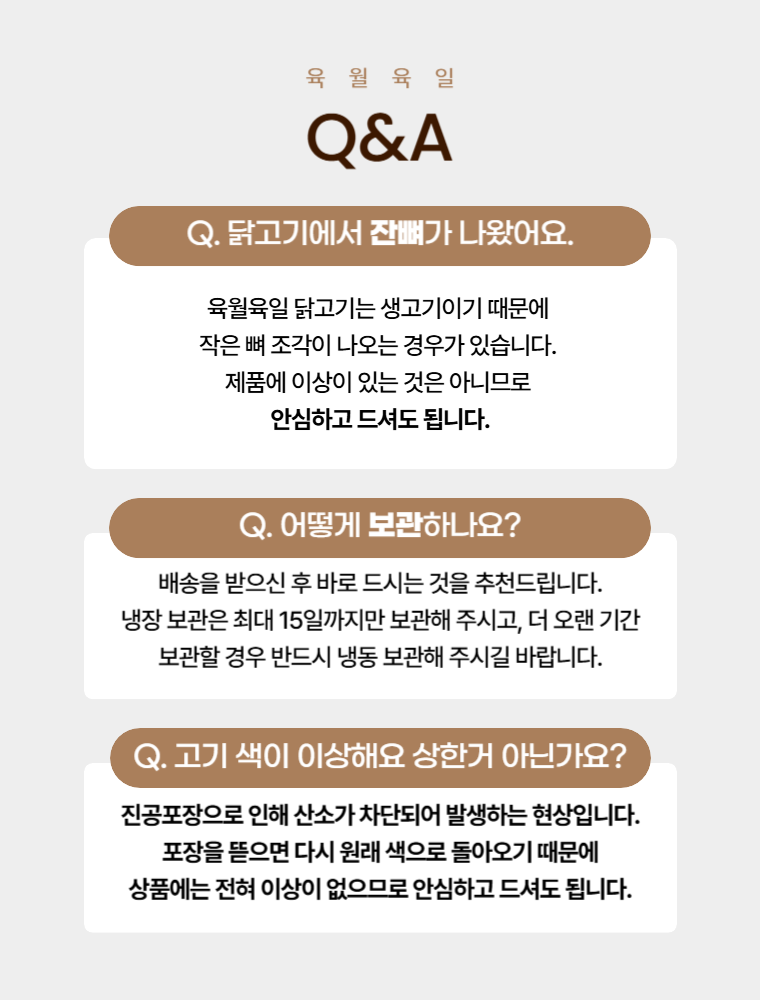 육월육일
Q&A
Q. 닭고기에서 잔뼈가 나왔어요.
육월육일 닭고기는 생고기이기 때문에
작은 뼈 조각이 나오는 경우가 있습니다.
제품에 이상이 있는 것은 아니므로
안심하고 드셔도 됩니다.
Q. 어떻게 보관하나요?
배송을 받으신 후 바로 드시는 것을 추천드립니다.
냉장 보관은 최대 15일까지만 보관해 주시고, 더 오랜 기간
보관할 경우 반드시 냉동 보관해 주시길 바랍니다.
Q. 고기 색이 이상해요 상한거 아닌가요?
진공포장으로 인해 산소가 차단되어 발생하는 현상입니다.
포장을 뜯으면 다시 원래 색으로 돌아오기 때문에
상품에는 전혀 이상이 없으므로 안심하고 드셔도 됩니다.